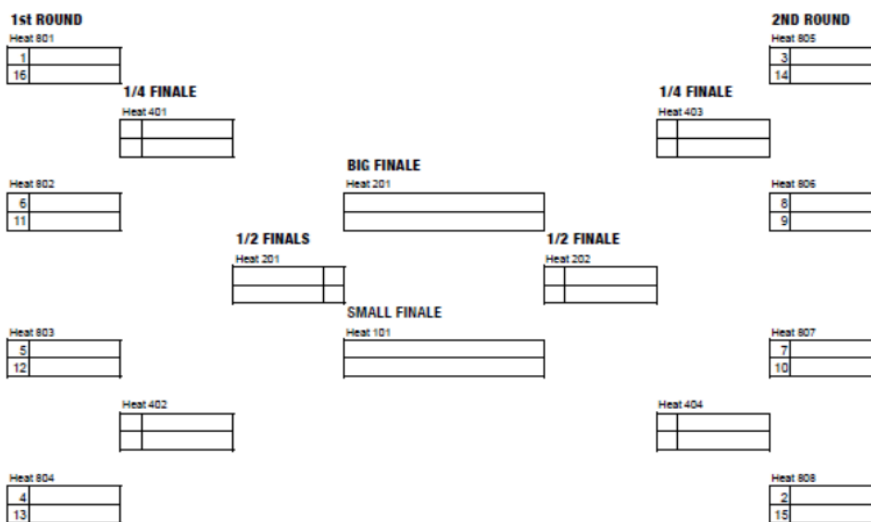 1st ROUND
2ND ROUND
Heat 801
Heat 805
1
3
16
14
1/4 FINALE
1/4 FINALE
Heat 401
Heat 403
BIG FINALE
Heat 802
Heat 201
Heat 806
6
8
11
9
1/2 FINALS
1/2 FINALE
Heat 201
Heat 202
SMALL FINALE
Heat 803
Heat 101
Heat 807
5
7
12
10
Heat 402
Heat 404
Heat 804
Heat 808
4
2
13
15